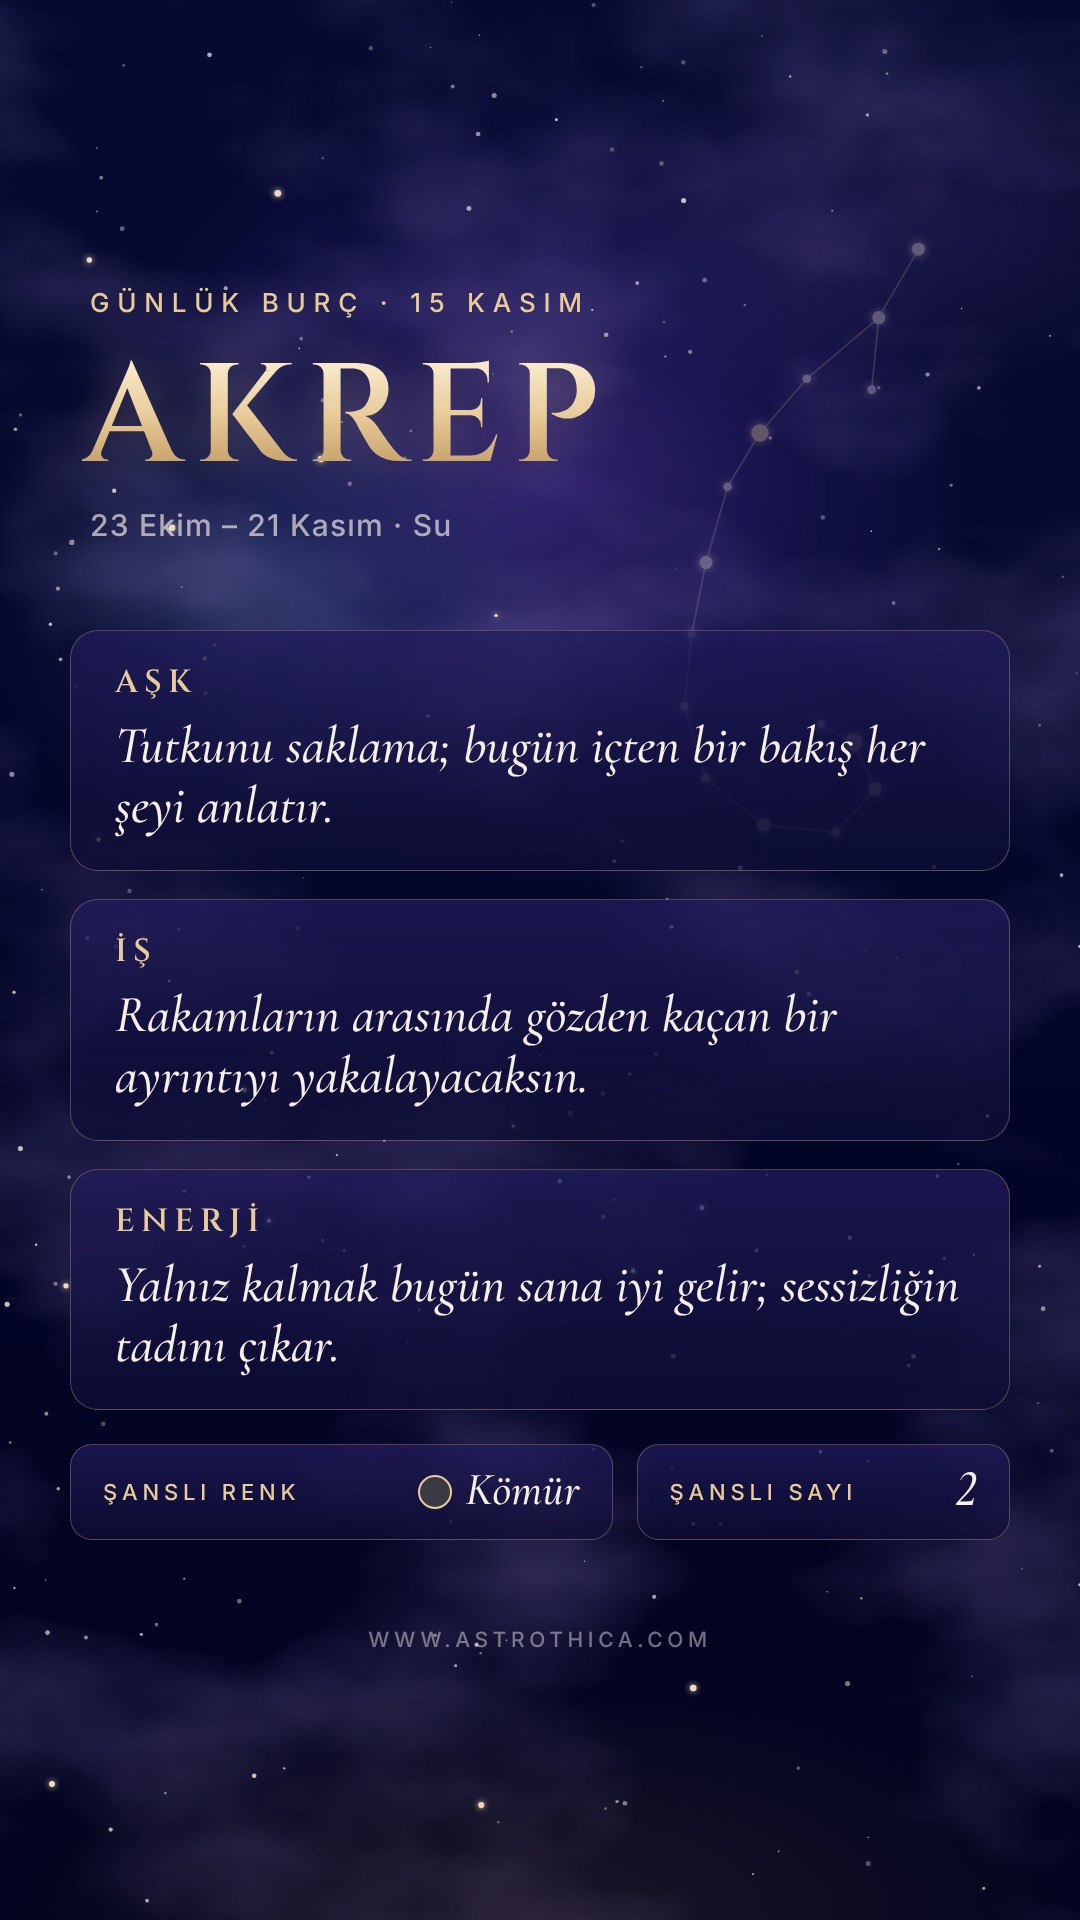 GÜNLÜK BURÇ · 15 KASIM
AKREP
23 Ekim – 21 Kasım · Su
AŞK
Tutkunu saklama; bugün içten bir bakış her
şeyi anlatır.
İŞ
Rakamların arasında gözden kaçan bir
ayrıntıyı yakalayacaksın.
ENERJİ
Yalnız kalmak bugün sana iyi gelir; sessizliğin
tadını çıkar.
ŞANSLI RENK Kömür
ŞANSLI SAYI 2
WWW.ASTROTHICA.COM